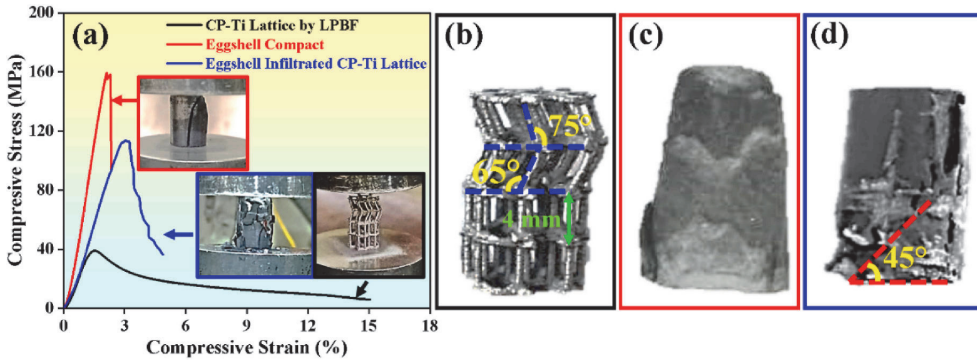 (a)
CP-Ti Lattice by LPBF
Eggshell Compact
Eggshell Infiltrated CP-Ti Lattice
Compressive Stress (MPa)
200
160
120
80
40
0
0 3 6 9 12 15 18
Compressive Strain (%)
(b)
75°
65°
4 mm
(c)
(d)
45°